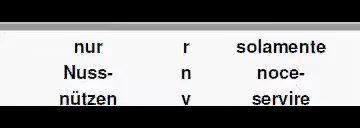 nur r solamente
Nuss- n noce-
nützen v servire